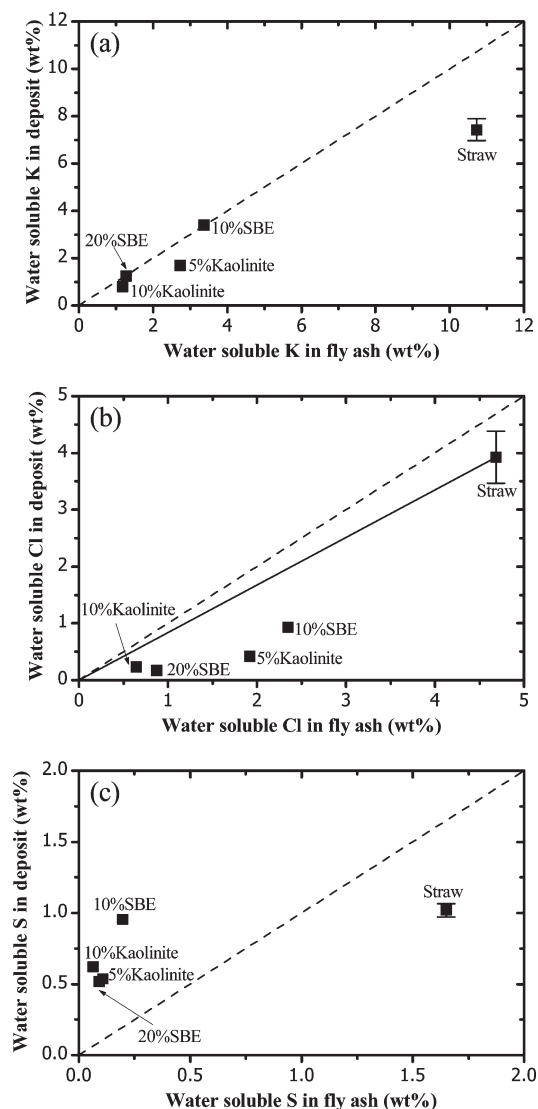 (a)
12
10
8
6
4
2
0
Water soluble K in deposit (wt%)
Straw
10%SBE
20%SBE
5%Kaolinite
10%Kaolinite
0 2 4 6 8 10 12
Water soluble K in fly ash (wt%)
(b)
5
4
3
2
1
0
Water soluble Cl in deposit (wt%)
Straw
10%Kaolinite
10%SBE
5%Kaolinite
20%SBE
0 1 2 3 4 5
Water soluble Cl in fly ash (wt%)
(c)
2.0
1.5
1.0
0.5
0.0
Water soluble S in deposit (wt%)
Straw
10%SBE
10%Kaolinite
5%Kaolinite
20%SBE
0.0 0.5 1.0 1.5 2.0
Water soluble S in fly ash (wt%)